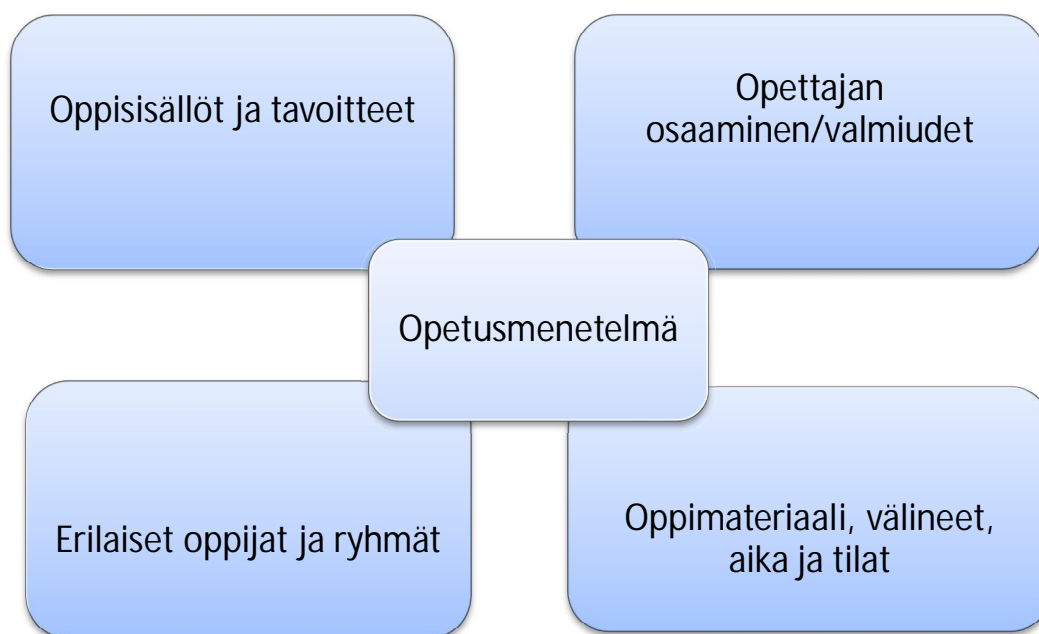 Oppisisällöt ja tavoitteet
Opettajan
osaaminen/valmiudet
Opetusmenetelmä
Erilaiset oppijat ja ryhmät
Oppimateriaali, välineet,
aika ja tilat